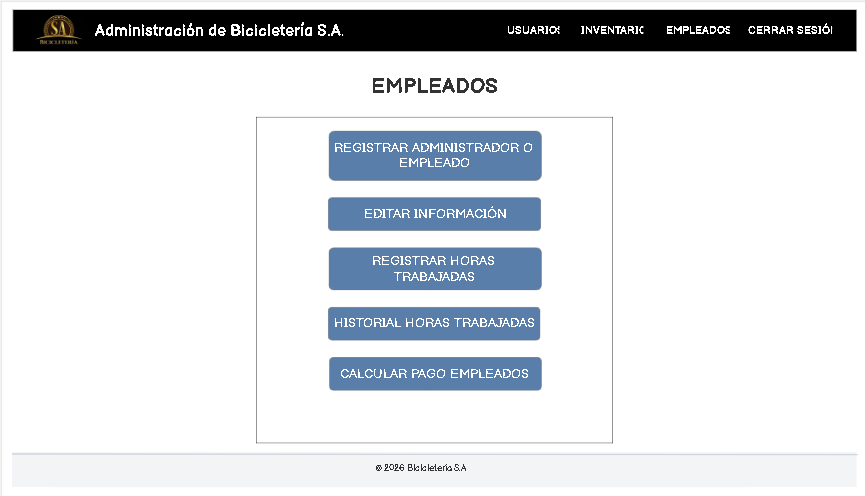 SA
BICICLETERÍA
Administración de Bicicletería S.A.
USUARIOS
INVENTARIO
EMPLEADOS
CERRAR SESIÓN
EMPLEADOS
REGISTRAR ADMINISTRADOR O
EMPLEADO
EDITAR INFORMACIÓN
REGISTRAR HORAS
TRABAJADAS
HISTORIAL HORAS TRABAJADAS
CALCULAR PAGO EMPLEADOS
© 2026 Bicicletería S.A